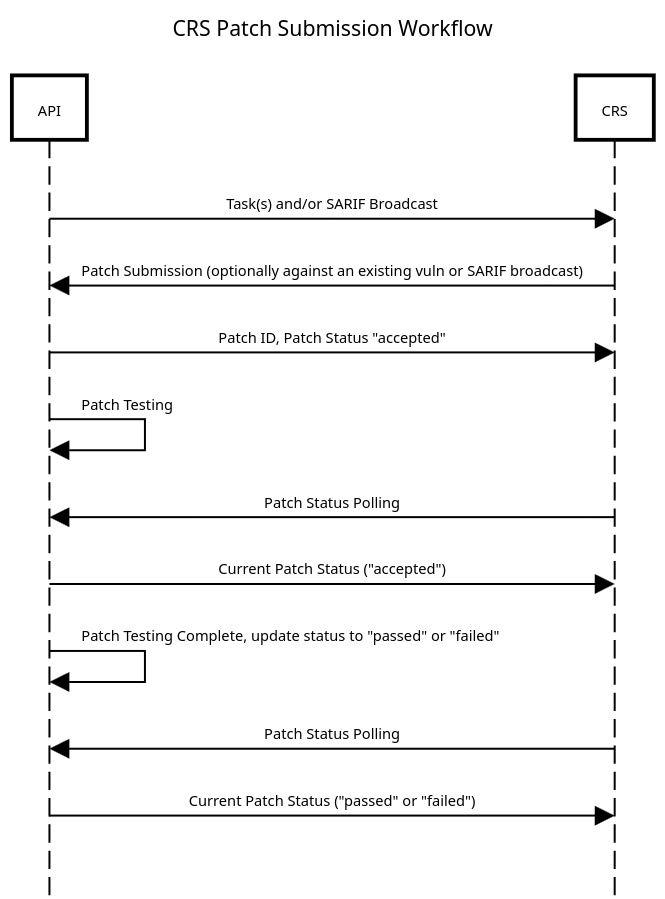 CRS Patch Submission Workflow
API
CRS
Task(s) and/or SARIF Broadcast
Patch Submission (optionally against an existing vuln or SARIF broadcast)
Patch ID, Patch Status "accepted"
Patch Testing
Patch Status Polling
Current Patch Status ("accepted")
Patch Testing Complete, update status to "passed" or "failed"
Patch Status Polling
Current Patch Status ("passed" or "failed")